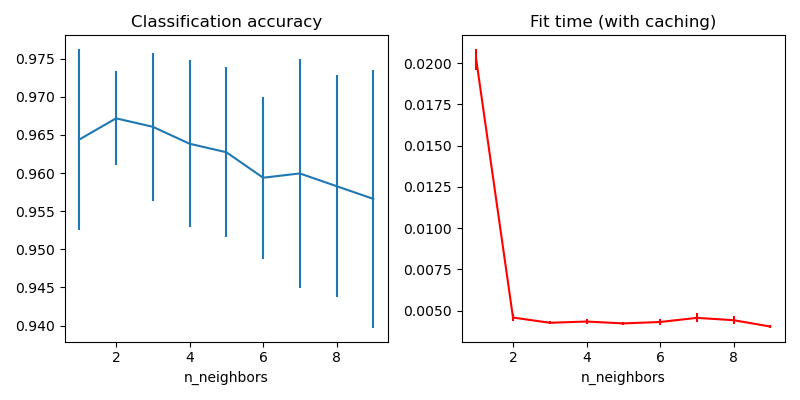 Classification accuracy
0.975
0.970
0.965
0.960
0.955
0.950
0.945
0.940
2 4 6 8
n_neighbors
Fit time (with caching)
0.0200
0.0175
0.0150
0.0125
0.0100
0.0075
0.0050
2 4 6 8
n_neighbors